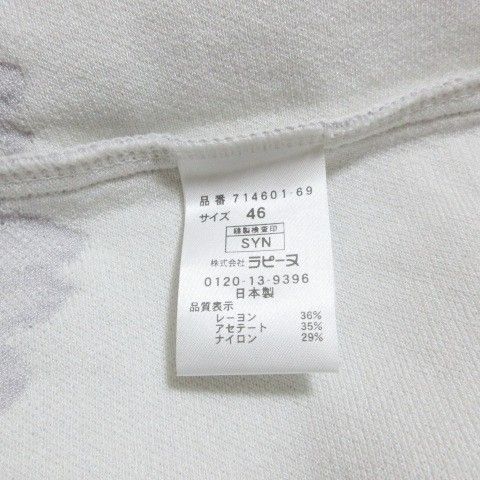 品番 714601-69
サイズ 46
縫製検査印
SYN
株式会社 ラピーヌ
0120-13-9396
日本製
品質表示
レーヨン 36%
アセテート 35%
ナイロン 29%